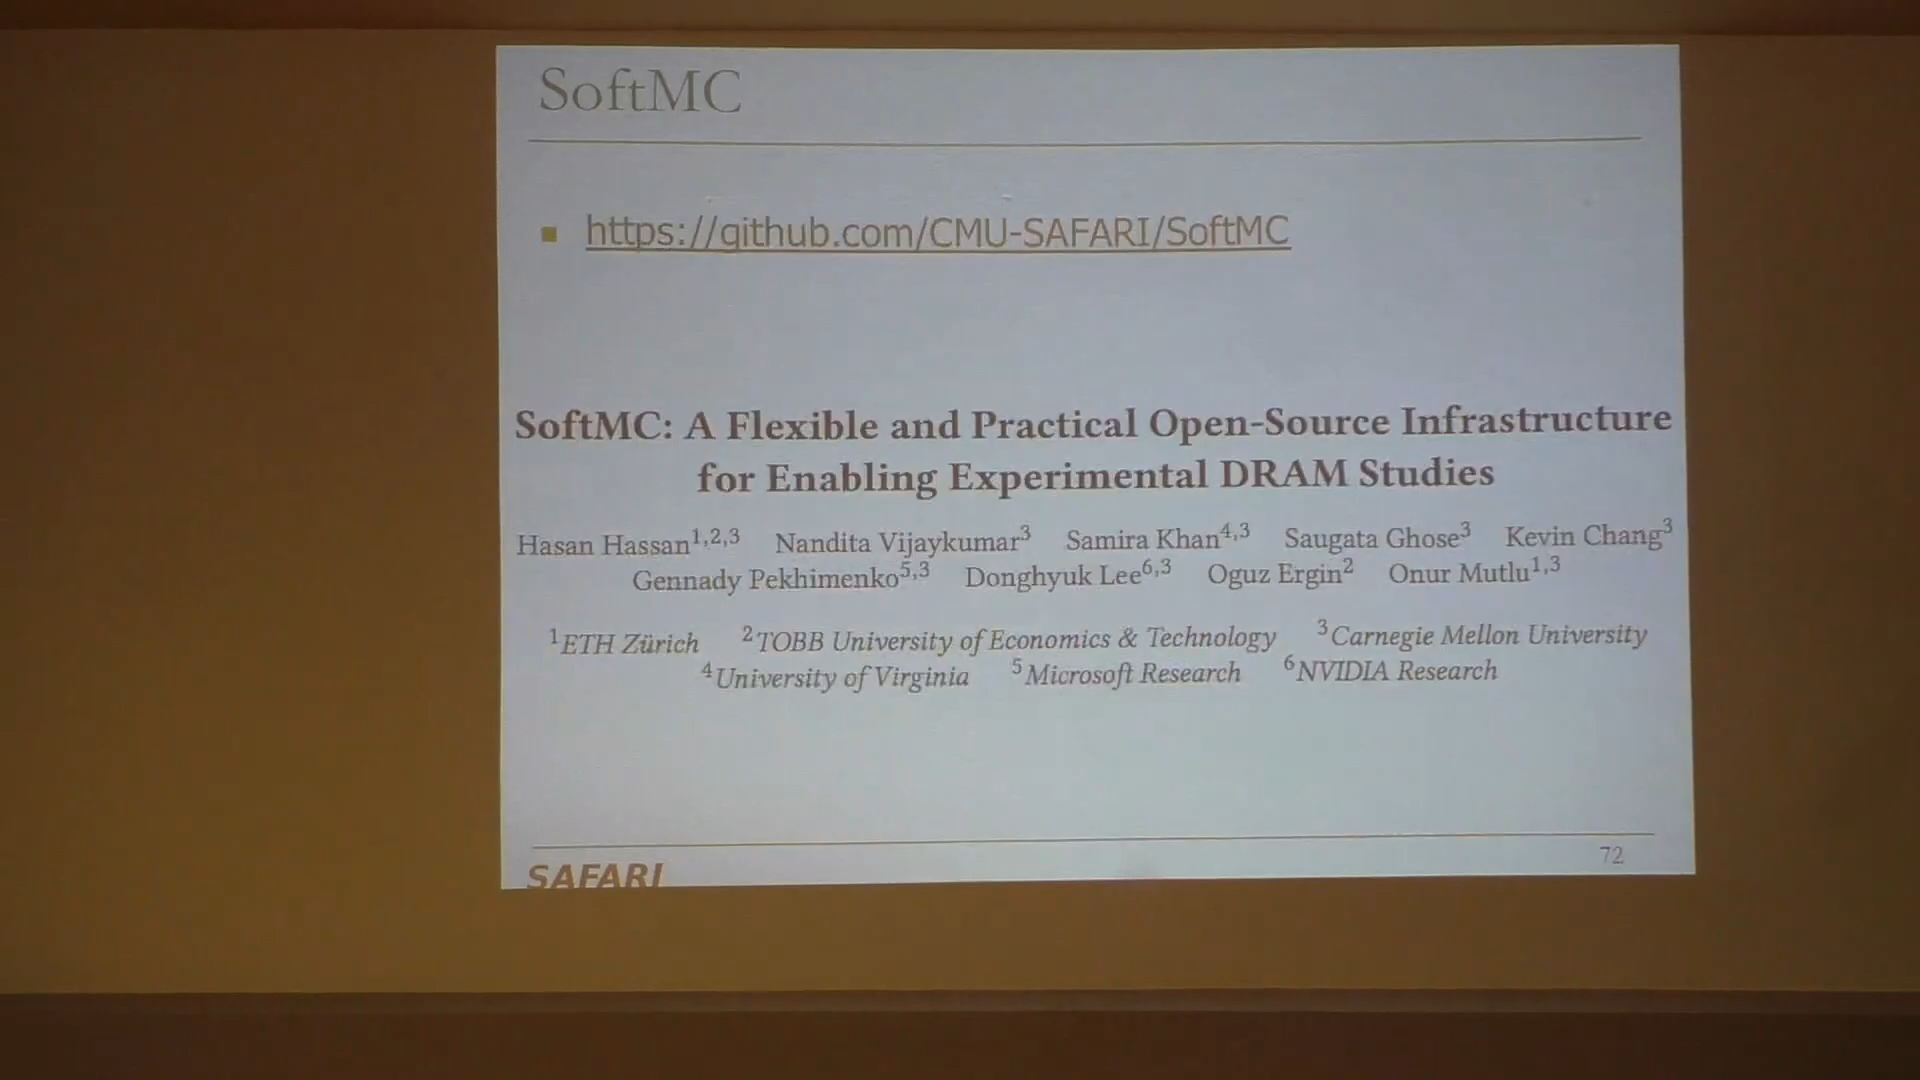 SoftMC
https://github.com/CMU-SAFARI/SoftMC
SoftMC: A Flexible and Practical Open-Source Infrastructure
for Enabling Experimental DRAM Studies
Hasan Hassan1,2,3 Nandita Vijaykumar3 Samira Khan4,3 Saugata Ghose3 Kevin Chang3
Gennady Pekhimenko5,3 Donghyuk Lee6,3 Oguz Ergin2 Onur Mutlu1,3
1ETH Zürich 2TOBB University of Economics & Technology 3Carnegie Mellon University
4University of Virginia 5Microsoft Research 6NVIDIA Research
SAFARI
72